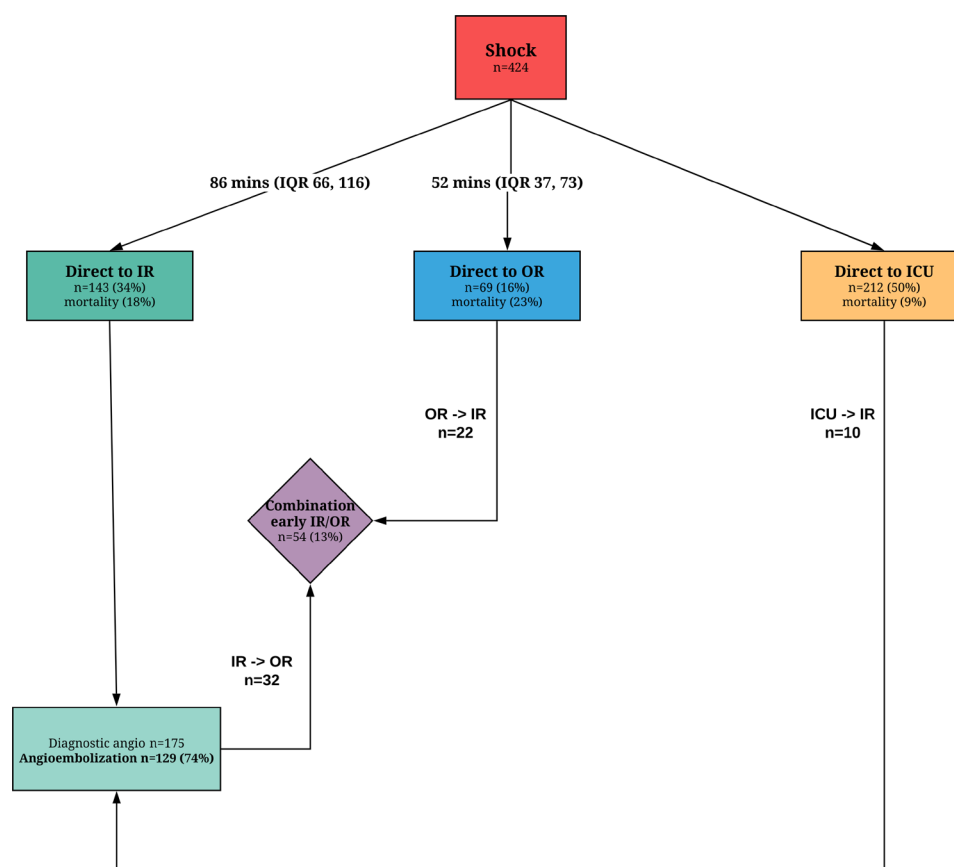 Shock
n=424
86 mins (IQR 66, 116)
52 mins (IQR 37, 73)
Direct to IR
n=143 (34%)
mortality (18%)
Direct to OR
n=69 (16%)
mortality (23%)
Direct to ICU
n=212 (50%)
mortality (9%)
OR -> IR
n=22
ICU -> IR
n=10
Combination
early IR/OR
n=54 (13%)
IR -> OR
n=32
Diagnostic angio n=175
Angioembolization n=129 (74%)